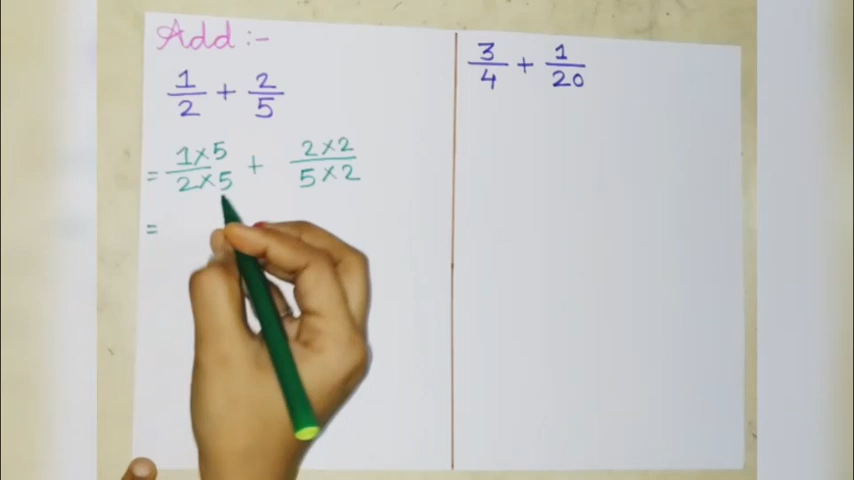 Add :-
1/2 + 2/5
= 1×5/2×5 + 2×2/5×2
=
3/4 + 1/20